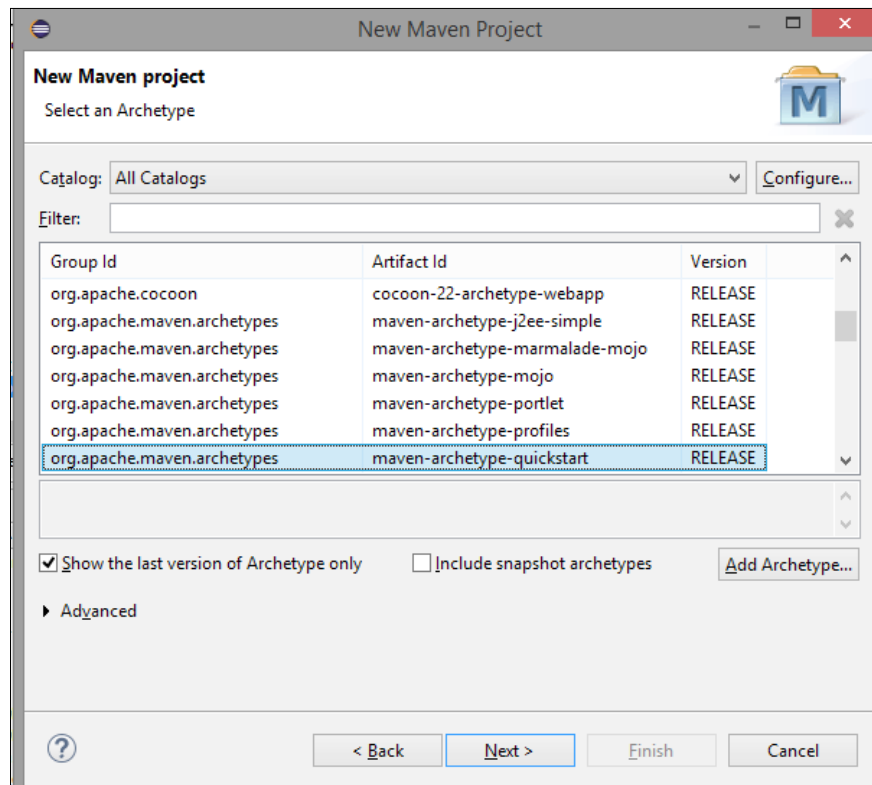 New Maven Project
New Maven project
Select an Archetype
M
Catalog: All Catalogs Configure...
Filter:
Group Id Artifact Id Version
org.apache.cocoon cocoon-22-archetype-webapp RELEASE
org.apache.maven.archetypes maven-archetype-j2ee-simple RELEASE
org.apache.maven.archetypes maven-archetype-marmalade-mojo RELEASE
org.apache.maven.archetypes maven-archetype-mojo RELEASE
org.apache.maven.archetypes maven-archetype-portlet RELEASE
org.apache.maven.archetypes maven-archetype-profiles RELEASE
org.apache.maven.archetypes maven-archetype-quickstart RELEASE
Show the last version of Archetype only Include snapshot archetypes Add Archetype...
Advanced
? < Back Next > Finish Cancel